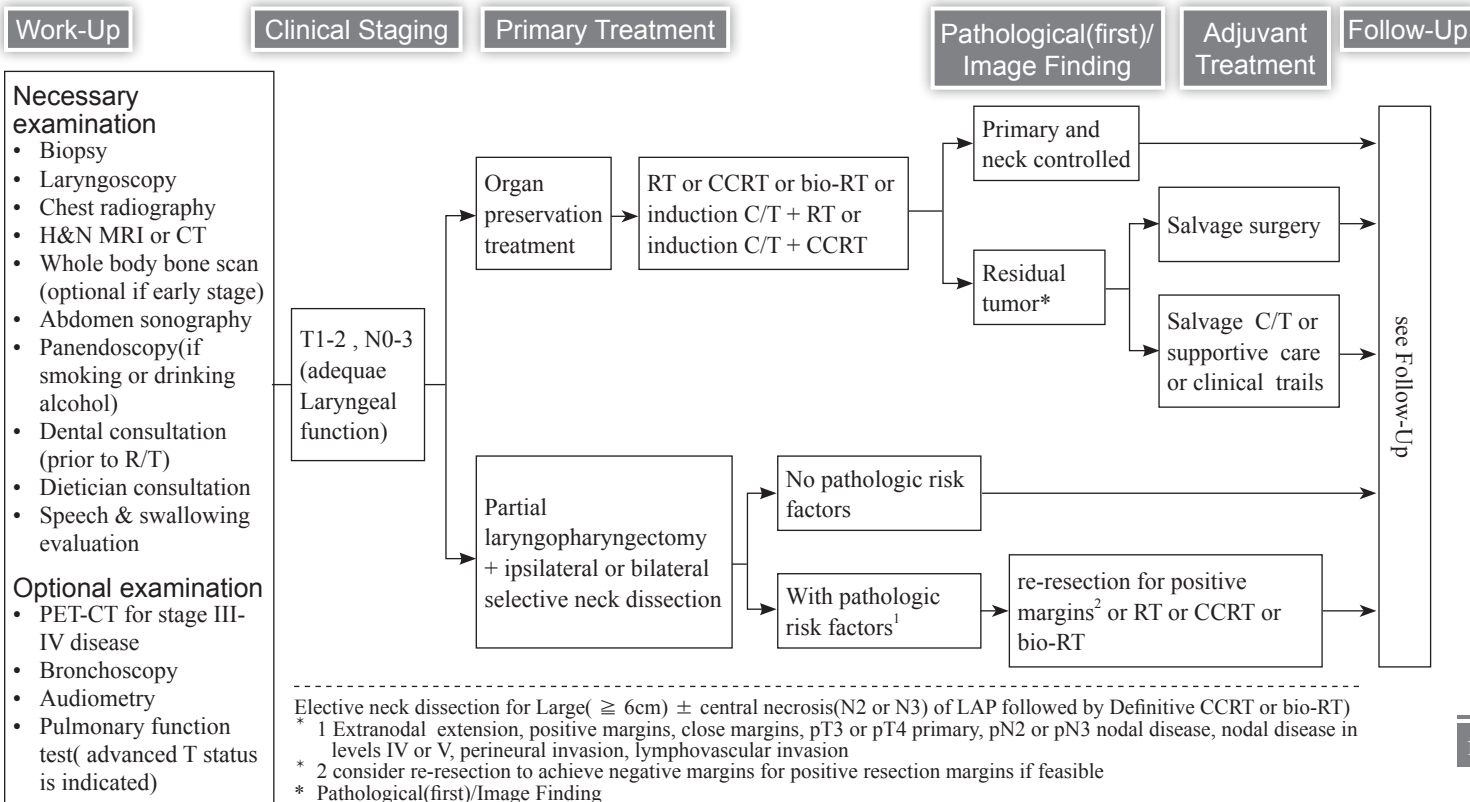 Work-Up
Clinical Staging
Primary Treatment
Pathological(first)/
Image Finding
Adjuvant
Treatment
Follow-Up
Necessary
examination
• Biopsy
• Laryngoscopy
• Chest radiography
• H&N MRI or CT
• Whole body bone scan
(optional if early stage)
• Abdomen sonography
• Panendoscopy(if
smoking or drinking
alcohol)
• Dental consultation
(prior to R/T)
• Dietician consultation
• Speech & swallowing
evaluation
Optional examination
• PET-CT for stage III-
IV disease
• Bronchoscopy
• Audiometry
• Pulmonary function
test( advanced T status
is indicated)
T1-2 , N0-3
(adequae
Laryngeal
function)
Organ
preservation
treatment
RT or CCRT or bio-RT or
induction C/T + RT or
induction C/T + CCRT
Primary and
neck controlled
Residual
tumor*
Salvage surgery
Salvage C/T or
supportive care
or clinical trails
Partial
laryngopharyngectomy
+ ipsilateral or bilateral
selective neck dissection
No pathologic risk
factors
With pathologic
risk factors1
re-resection for positive
margins2 or RT or CCRT or
bio-RT
see Follow-Up
Elective neck dissection for Large( ≧ 6cm) ± central necrosis(N2 or N3) of LAP followed by Definitive CCRT or bio-RT)
* 1 Extranodal extension, positive margins, close margins, pT3 or pT4 primary, pN2 or pN3 nodal disease, nodal disease in
levels IV or V, perineural invasion, lymphovascular invasion
* 2 consider re-resection to achieve negative margins for positive resection margins if feasible
* Pathological(first)/Image Finding